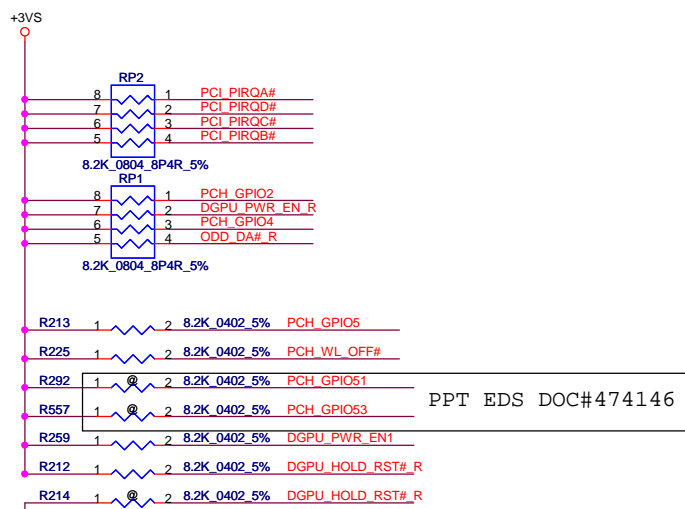 +3VS
RP2
8 1 PCI_PIRQA#
7 2 PCI_PIRQD#
6 3 PCI_PIRQC#
5 4 PCI_PIRQB#
8.2K_0804_8P4R_5%
RP1
8 1 PCH_GPIO2
7 2 DGPU_PWR_EN_R
6 3 PCH_GPIO4
5 4 ODD_DA#_R
8.2K_0804_8P4R_5%
R213 1 2 8.2K_0402_5% PCH_GPIO5
R225 1 2 8.2K_0402_5% PCH_WL_OFF#
R292 1 @ 2 8.2K_0402_5% PCH_GPIO51
PPT EDS DOC#474146
R557 1 @ 2 8.2K_0402_5% PCH_GPIO53
R259 1 2 8.2K_0402_5% DGPU_PWR_EN1
R212 1 2 8.2K_0402_5% DGPU_HOLD_RST#_R
R214 1 @ 2 8.2K_0402_5% DGPU_HOLD_RST#_R